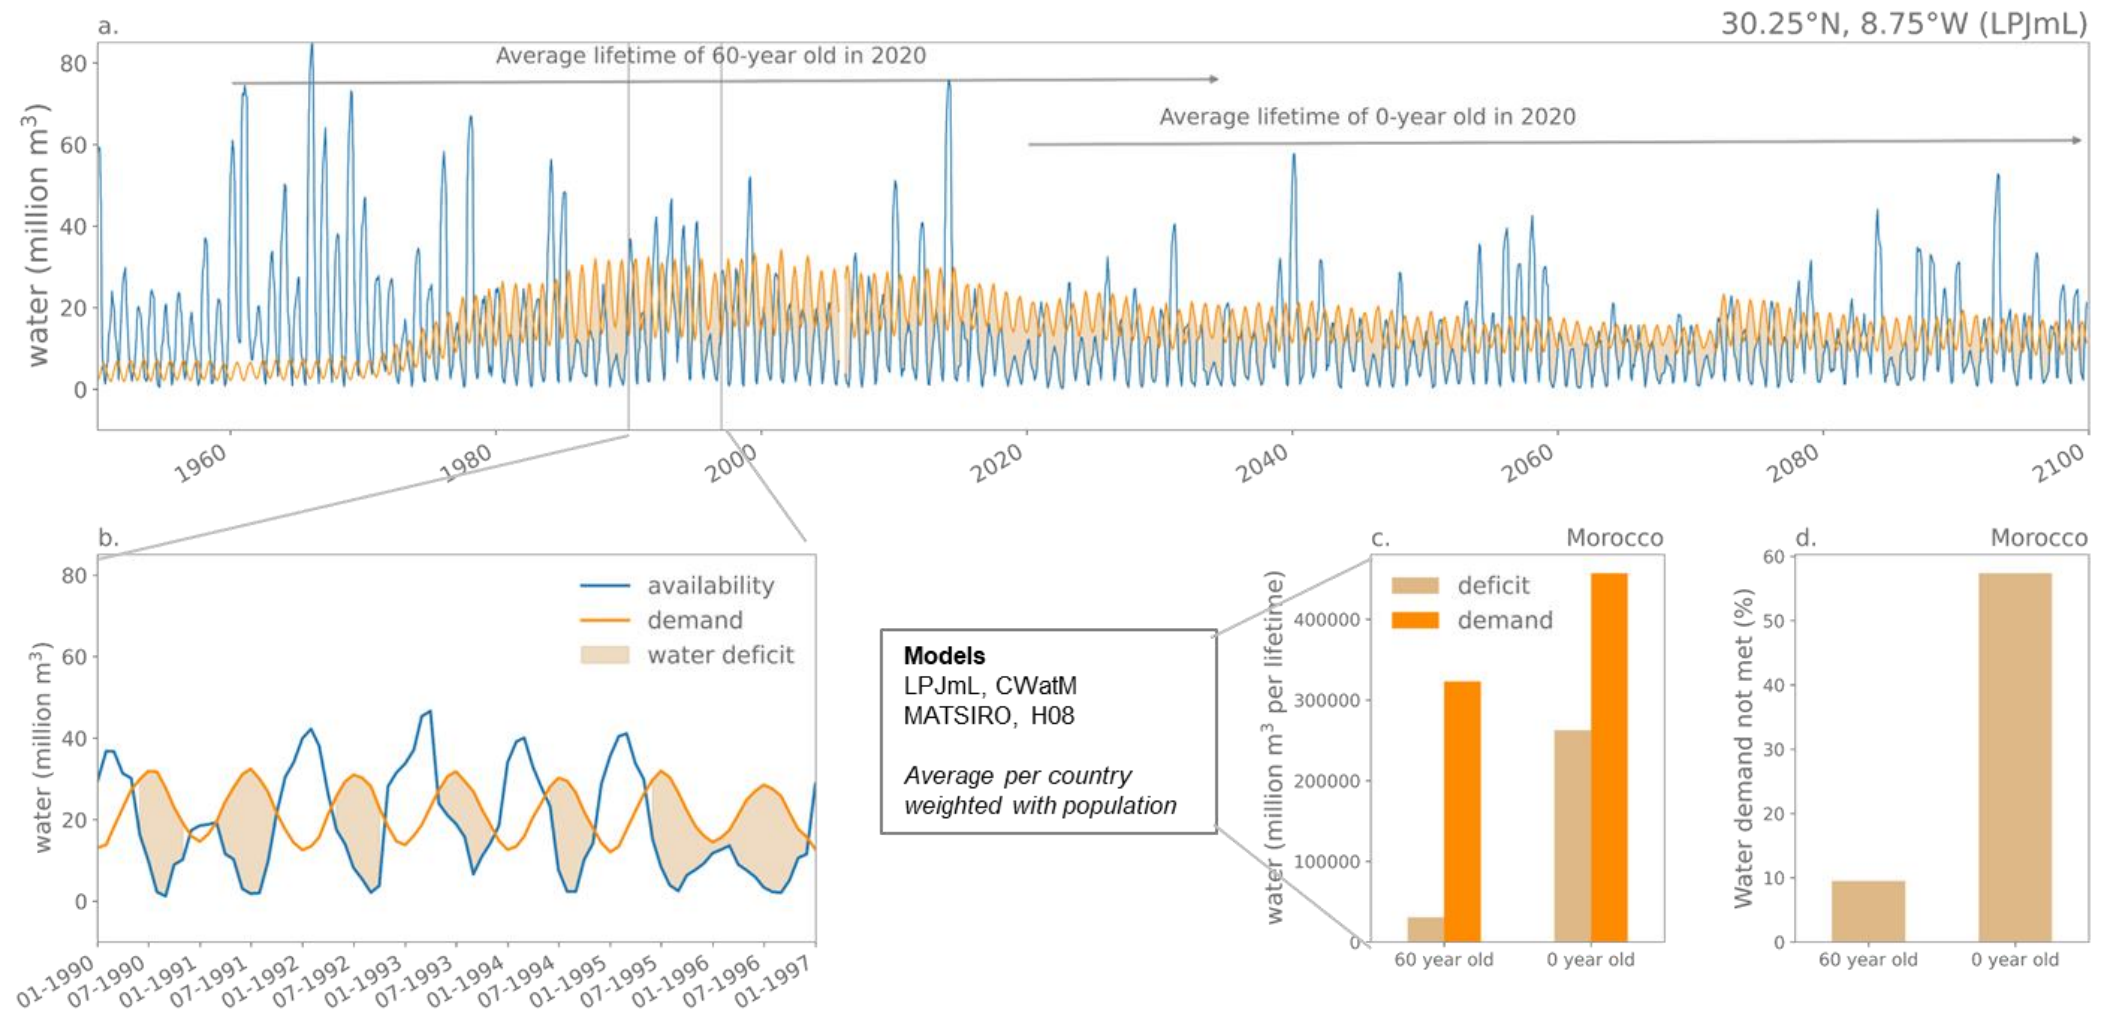 a.
30.25°N, 8.75°W (LPJmL)
water (million m³)
80
60
40
20
0
Average lifetime of 60-year old in 2020
Average lifetime of 0-year old in 2020
1960
1980
2000
2020
2040
2060
2080
2100
b.
water (million m³)
80
60
40
20
0
availability
demand
water deficit
01-1990
07-1990
01-1991
07-1991
01-1992
07-1992
01-1993
07-1993
01-1994
07-1994
01-1995
07-1995
01-1996
07-1996
01-1997
Models
LPJmL, CWatM
MATSIRO, H08
Average per country
weighted with population
c.
Morocco
water (million m³ per lifetime)
400000
300000
200000
100000
0
deficit
demand
60 year old
0 year old
d.
Morocco
Water demand not met (%)
60
50
40
30
20
10
0
60 year old
0 year old